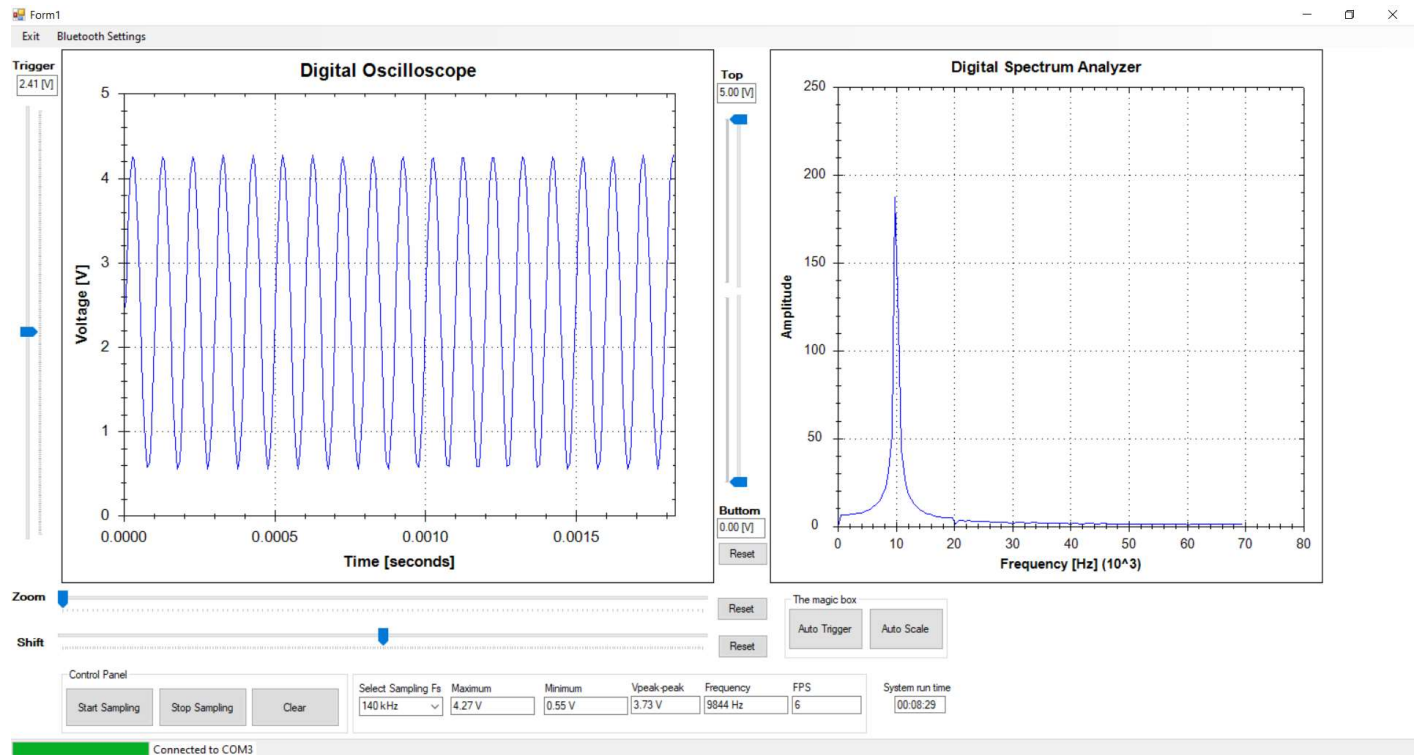 Form1
Exit Bluetooth Settings
Trigger
2.41 [V]
Digital Oscilloscope
5
4
3
2
1
0
Voltage [V]
0.0000 0.0005 0.0010 0.0015
Time [seconds]
Top
5.00 [V]
Buttom
0.00 [V]
Reset
Digital Spectrum Analyzer
250
200
150
100
50
0
Amplitude
0 10 20 30 40 50 60 70 80
Frequency [Hz] (10^3)
Zoom
Reset
Shift
Reset
The magic box
Auto Trigger Auto Scale
Control Panel
Start Sampling Stop Sampling Clear
Select Sampling Fs Maximum Minimum Vpeak-peak Frequency FPS
140 kHz 4.27 V 0.55 V 3.73 V 9844 Hz 6
System run time
00:08:29
Connected to COM3